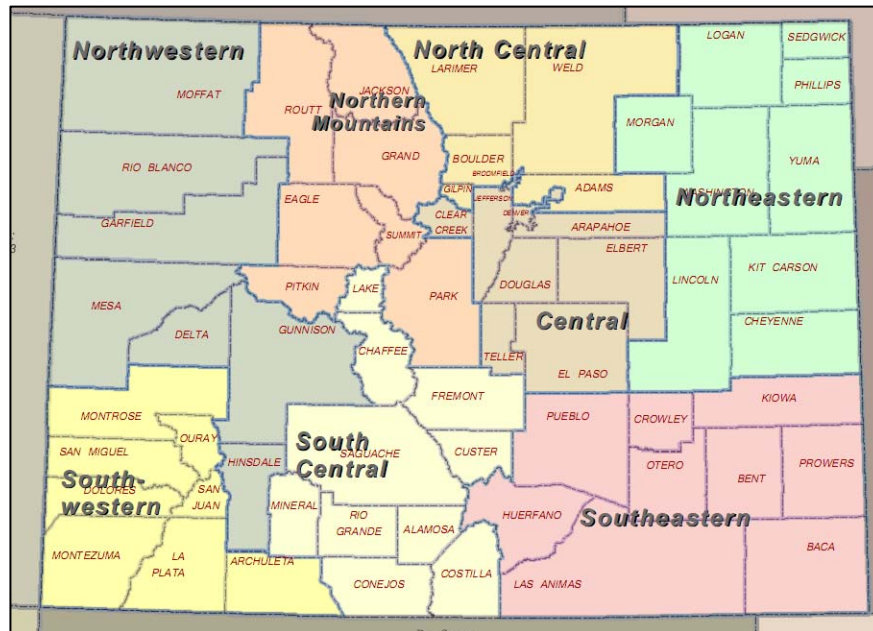 Northwestern
North Central
LOGAN
SEDGWICK
LARIMER
WELD
JACKSON
PHILLIPS
MOFFAT
ROUTT
Northern
Mountains
MORGAN
GRAND
BOULDER
YUMA
RIO BLANCO
BROOMFIELD
GILPIN
ADAMS
WASHINGTON
Northeastern
EAGLE
JEFFERSON
DENVER
GARFIELD
CLEAR
CREEK
SUMMIT
ARAPAHOE
ELBERT
MESA
PITKIN
LAKE
PARK
DOUGLAS
LINCOLN
KIT CARSON
DELTA
GUNNISON
Central
CHEYENNE
CHAFFEE
TELLER
EL PASO
FREMONT
KIOWA
MONTROSE
PUEBLO
CROWLEY
OURAY
SAN MIGUEL
South
Central
SAGUACHE
CUSTER
HINSDALE
OTERO
BENT
PROWERS
South-
western
DOLORES
SAN
JUAN
MINERAL
RIO
GRANDE
ALAMOSA
HUERFANO
Southeastern
MONTEZUMA
LA
PLATA
ARCHULETA
CONEJOS
COSTILLA
LAS ANIMAS
BACA